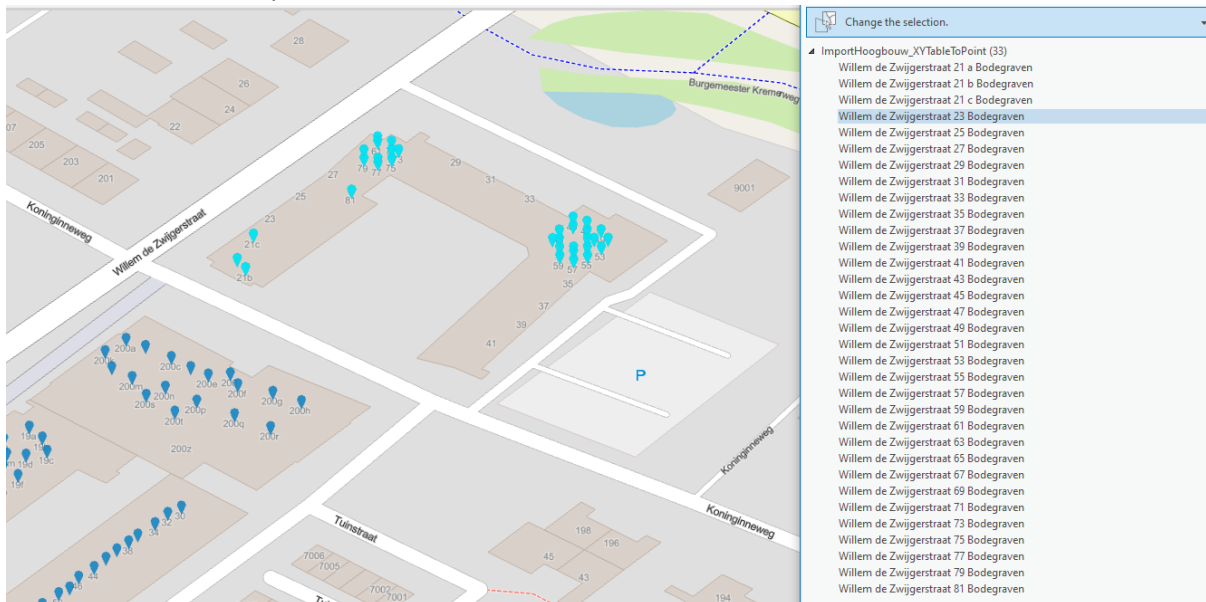 28
26
24
22
07
205
203
201
Burgemeester Kremerweg
9001
79
77
75
29
31
33
27
81
25
23
21c
21b
Koninginneweg
Willem de Zwijgerstraat
59
57
55
53
35
37
39
41
P
200a
200c
200e
200f
200g
200h
200m
200n
200s
200p
200t
200q
200r
200z
19a
19d
19c
19f
30
32
34
38
44
46
Koninginneweg
Koninginneweg
Tuinstraat
198
196
45
43
194
7006
7005
7002
7001
Change the selection.
ImportHoogbouw_XYTableToPoint (33)
Willem de Zwijgerstraat 21 a Bodegraven
Willem de Zwijgerstraat 21 b Bodegraven
Willem de Zwijgerstraat 21 c Bodegraven
Willem de Zwijgerstraat 23 Bodegraven
Willem de Zwijgerstraat 25 Bodegraven
Willem de Zwijgerstraat 27 Bodegraven
Willem de Zwijgerstraat 29 Bodegraven
Willem de Zwijgerstraat 31 Bodegraven
Willem de Zwijgerstraat 33 Bodegraven
Willem de Zwijgerstraat 35 Bodegraven
Willem de Zwijgerstraat 37 Bodegraven
Willem de Zwijgerstraat 39 Bodegraven
Willem de Zwijgerstraat 41 Bodegraven
Willem de Zwijgerstraat 43 Bodegraven
Willem de Zwijgerstraat 45 Bodegraven
Willem de Zwijgerstraat 47 Bodegraven
Willem de Zwijgerstraat 49 Bodegraven
Willem de Zwijgerstraat 51 Bodegraven
Willem de Zwijgerstraat 53 Bodegraven
Willem de Zwijgerstraat 55 Bodegraven
Willem de Zwijgerstraat 57 Bodegraven
Willem de Zwijgerstraat 59 Bodegraven
Willem de Zwijgerstraat 61 Bodegraven
Willem de Zwijgerstraat 63 Bodegraven
Willem de Zwijgerstraat 65 Bodegraven
Willem de Zwijgerstraat 67 Bodegraven
Willem de Zwijgerstraat 69 Bodegraven
Willem de Zwijgerstraat 71 Bodegraven
Willem de Zwijgerstraat 73 Bodegraven
Willem de Zwijgerstraat 75 Bodegraven
Willem de Zwijgerstraat 77 Bodegraven
Willem de Zwijgerstraat 79 Bodegraven
Willem de Zwijgerstraat 81 Bodegraven